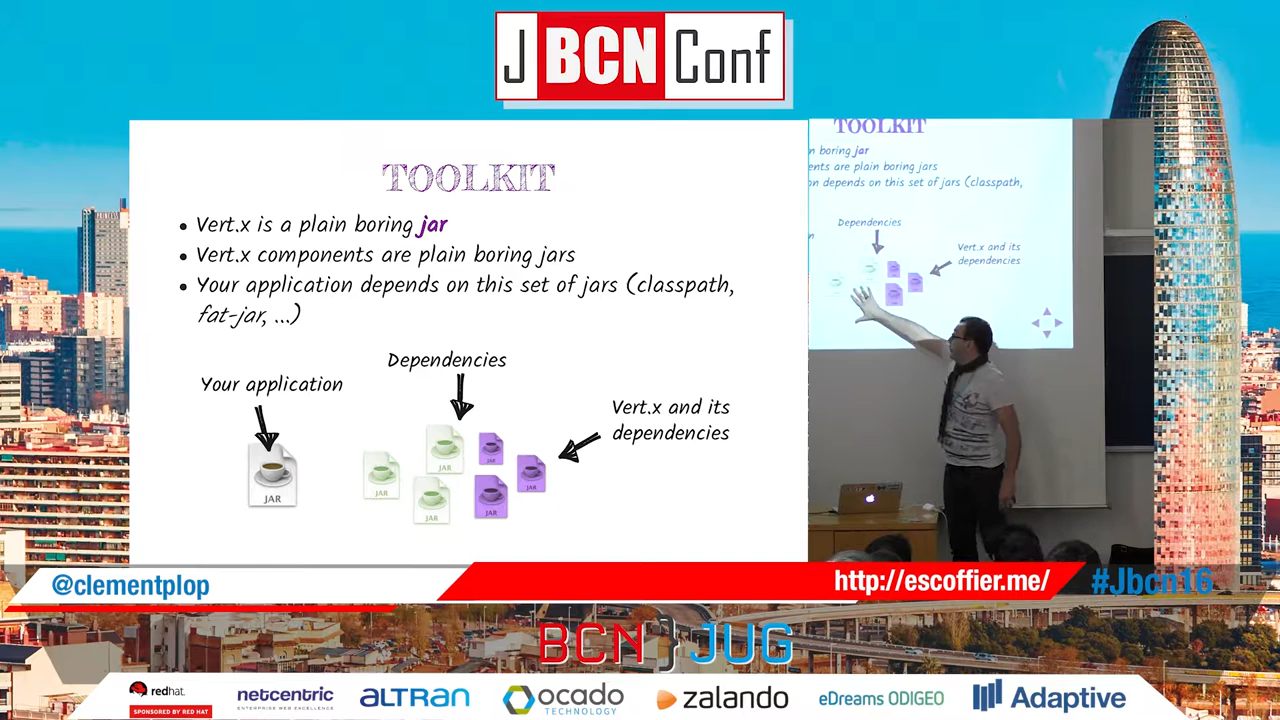 J BCN Conf
TOOLKIT
Vert.x is a plain boring jar
Vert.x components are plain boring jars
Your application depends on this set of jars (classpath,
fat-jar, ...)
Your application
Dependencies
Vert.x and its
dependencies
JAR
JAR
JAR
JAR
JAR
JAR
JAR
TOOLKIT
n boring jar
ents are plain boring jars
on depends on this set of jars (classpath,
n
Dependencies
Vert.x and its
dependencies
@clementplop
http://escoffier.me/
#Jbcn16
BCN JUG
redhat.
SPONSORED BY RED HAT
netcentric
ENTERPRISE WEB EXCELLENCE
ALTRAN
ocado
TECHNOLOGY
zalando
eDreams ODIGEO
Adaptive